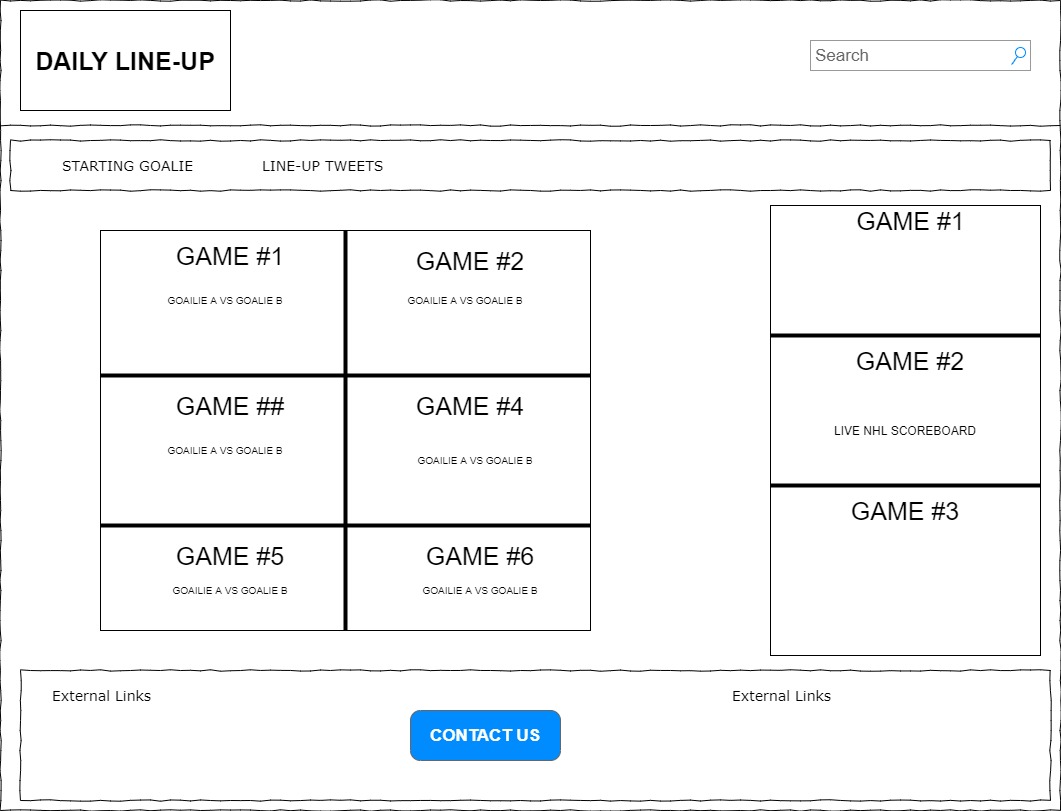 DAILY LINE-UP
Search
STARTING GOALIE
LINE-UP TWEETS
GAME #1
GOAILIE A VS GOALIE B
GAME #2
GOAILIE A VS GOALIE B
GAME ##
GOAILIE A VS GOALIE B
GAME #4
GOAILIE A VS GOALIE B
GAME #5
GOAILIE A VS GOALIE B
GAME #6
GOAILIE A VS GOALIE B
GAME #1
GAME #2
LIVE NHL SCOREBOARD
GAME #3
External Links
CONTACT US
External Links